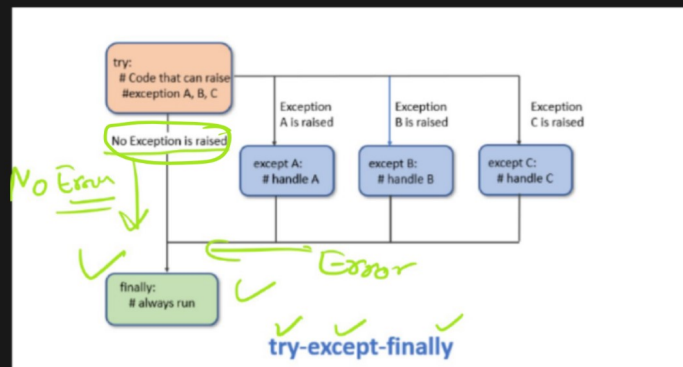 try:
# Code that can raise
#exception A, B, C
Exception
A is raised
Exception
B is raised
Exception
C is raised
No Exception is raised
except A:
# handle A
except B:
# handle B
except C:
# handle C
No Error
Error
finally:
# always run
try-except-finally